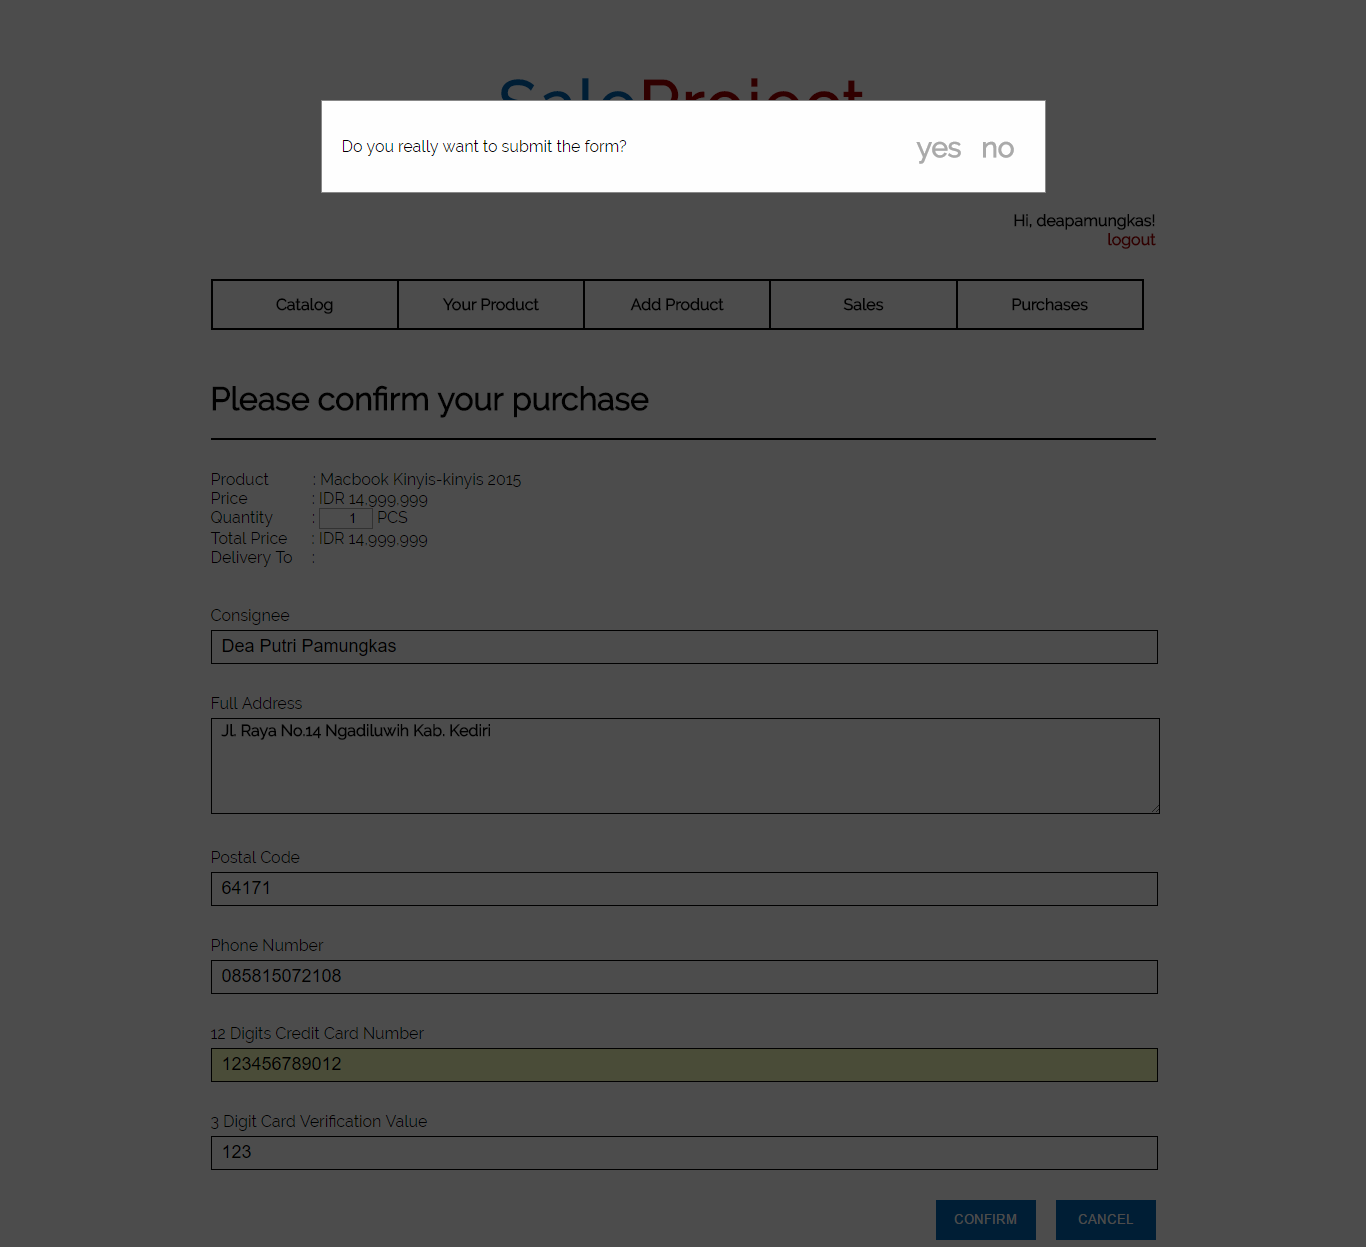 SaleProject
Do you really want to submit the form? yes no
Hi, deapamungkas!
logout
Catalog Your Product Add Product Sales Purchases
Please confirm your purchase
Product : Macbook Kinyis-kinyis 2015
Price : IDR 14.999.999
Quantity : 1 PCS
Total Price : IDR 14.999.999
Delivery To :
Consignee
Dea Putri Pamungkas
Full Address
Jl. Raya No.14 Ngadiluwih Kab. Kediri
Postal Code
64171
Phone Number
085815072108
12 Digits Credit Card Number
123456789012
3 Digit Card Verification Value
123
CONFIRM CANCEL